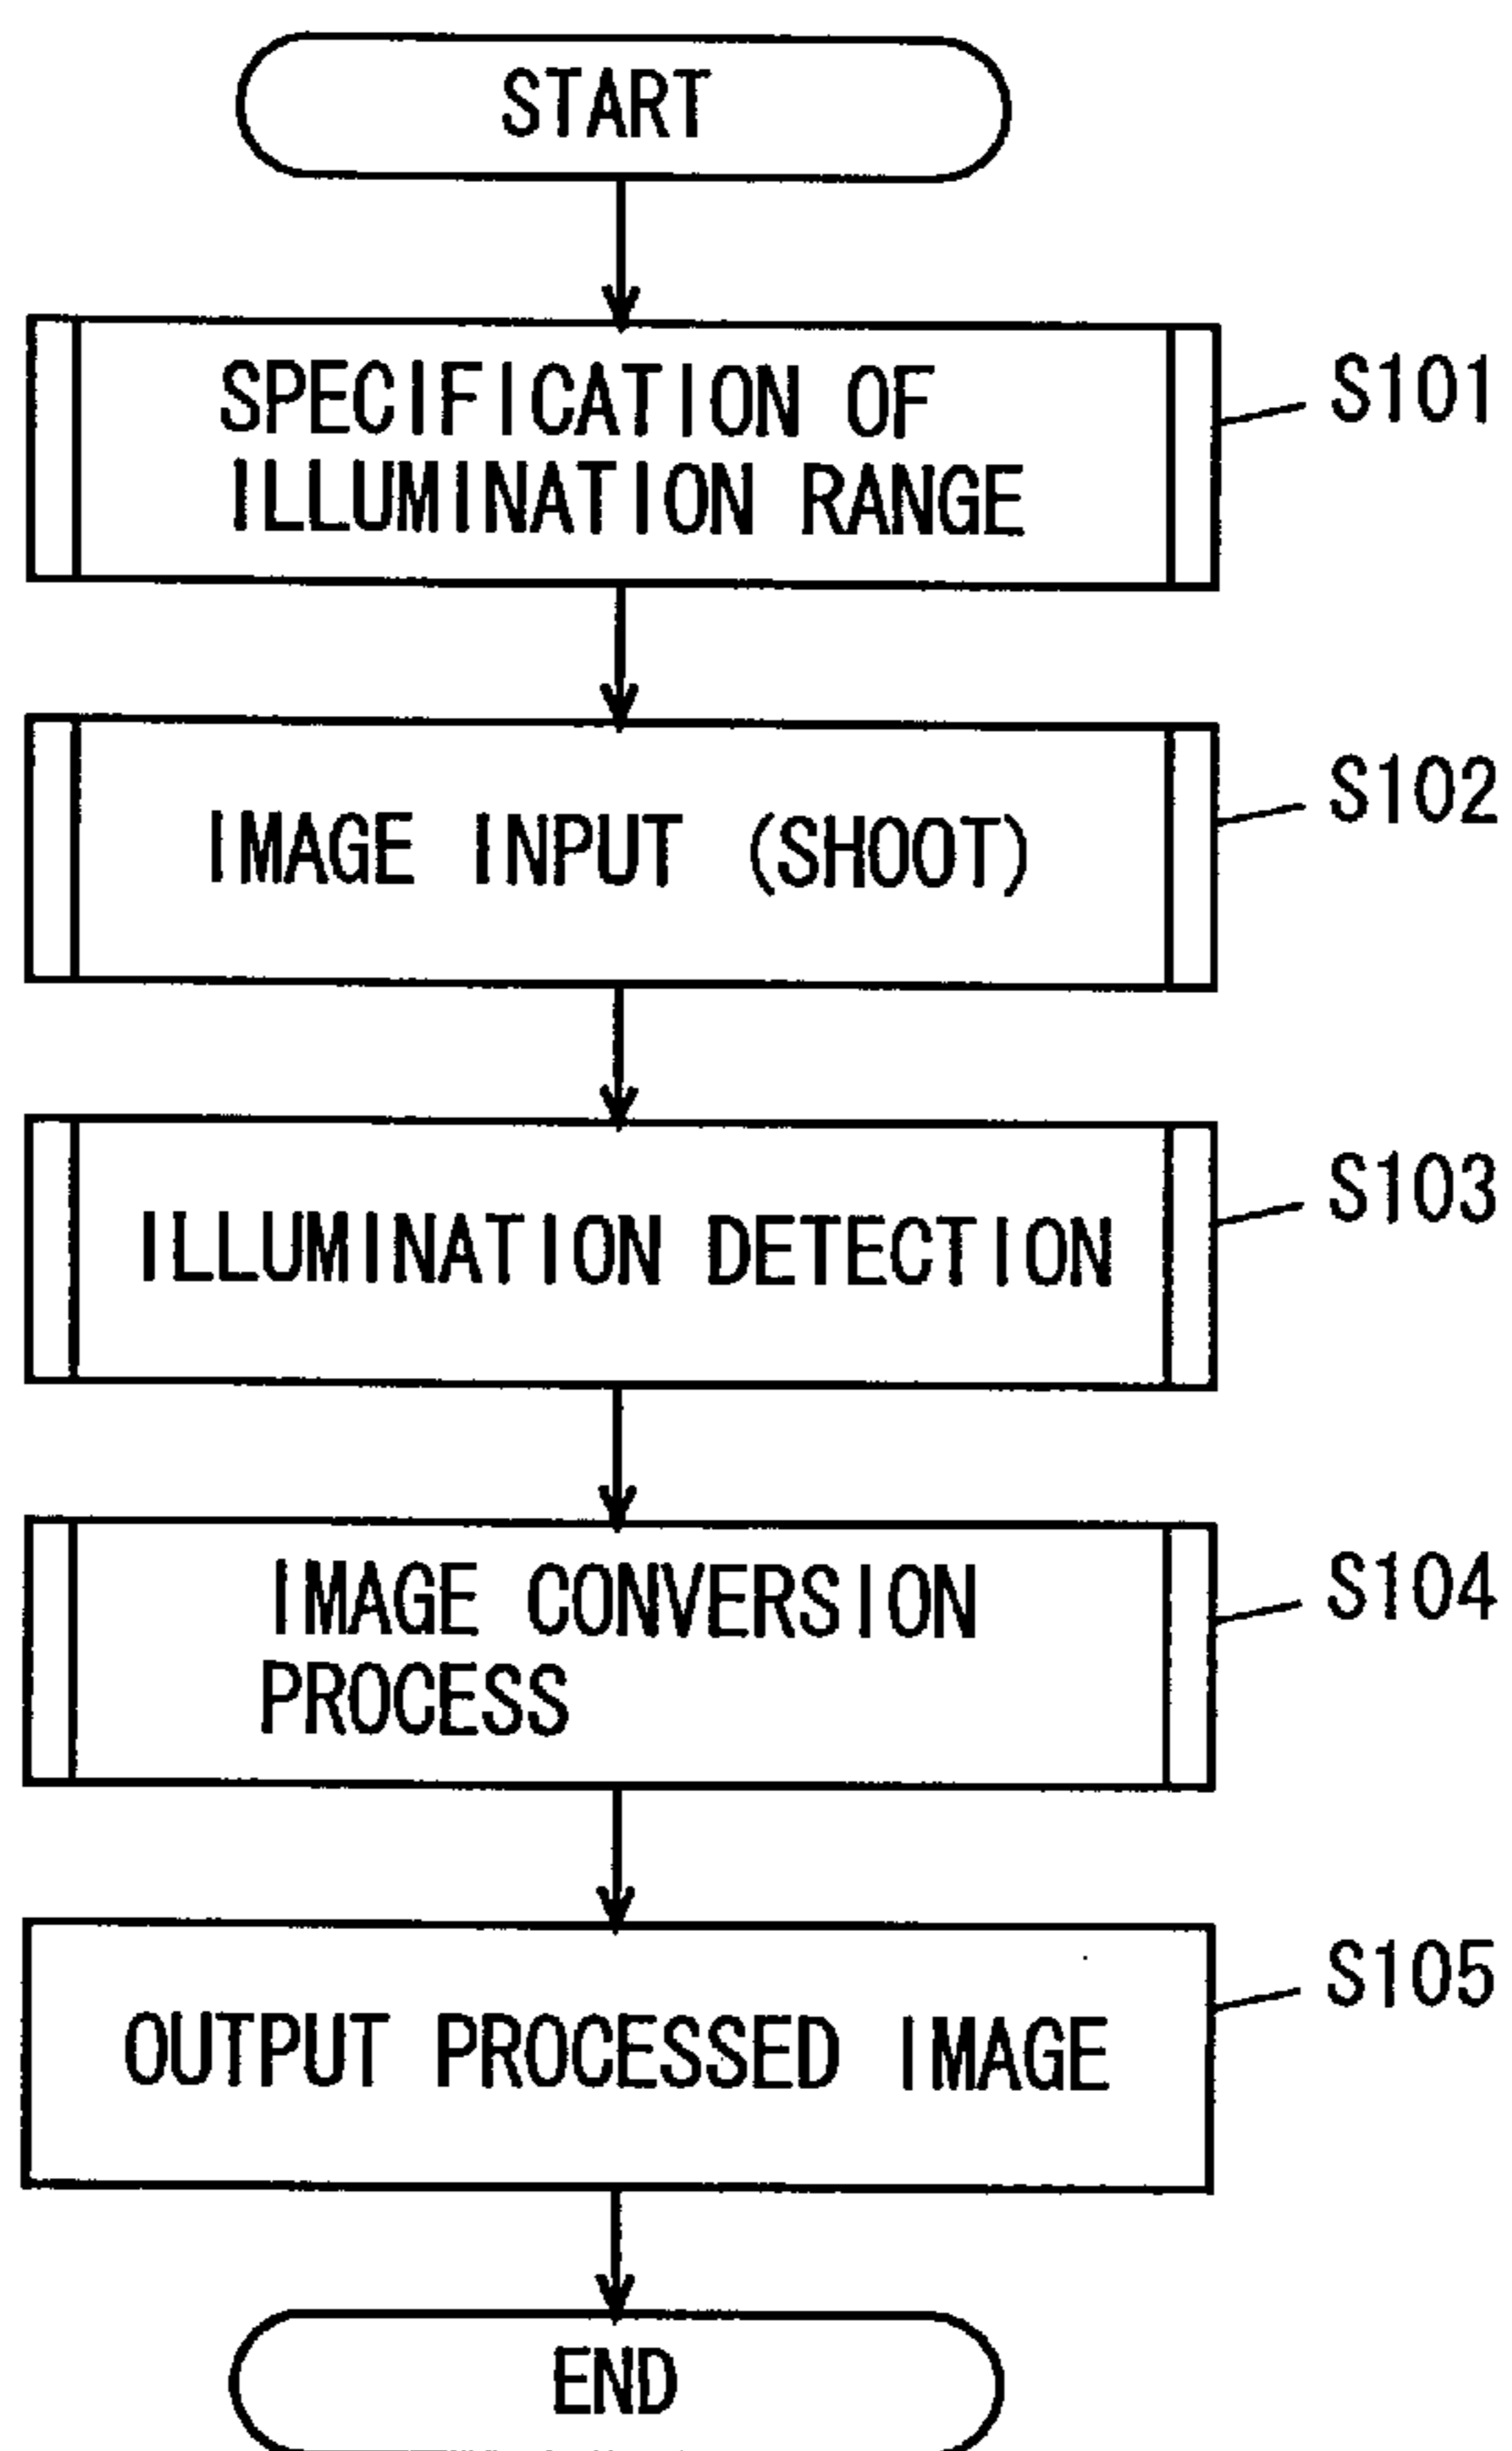 START
SPECIFICATION OF
ILLUMINATION RANGE
S101
IMAGE INPUT (SHOOT)
S102
ILLUMINATION DETECTION
S103
IMAGE CONVERSION
PROCESS
S104
OUTPUT PROCESSED IMAGE
S105
END